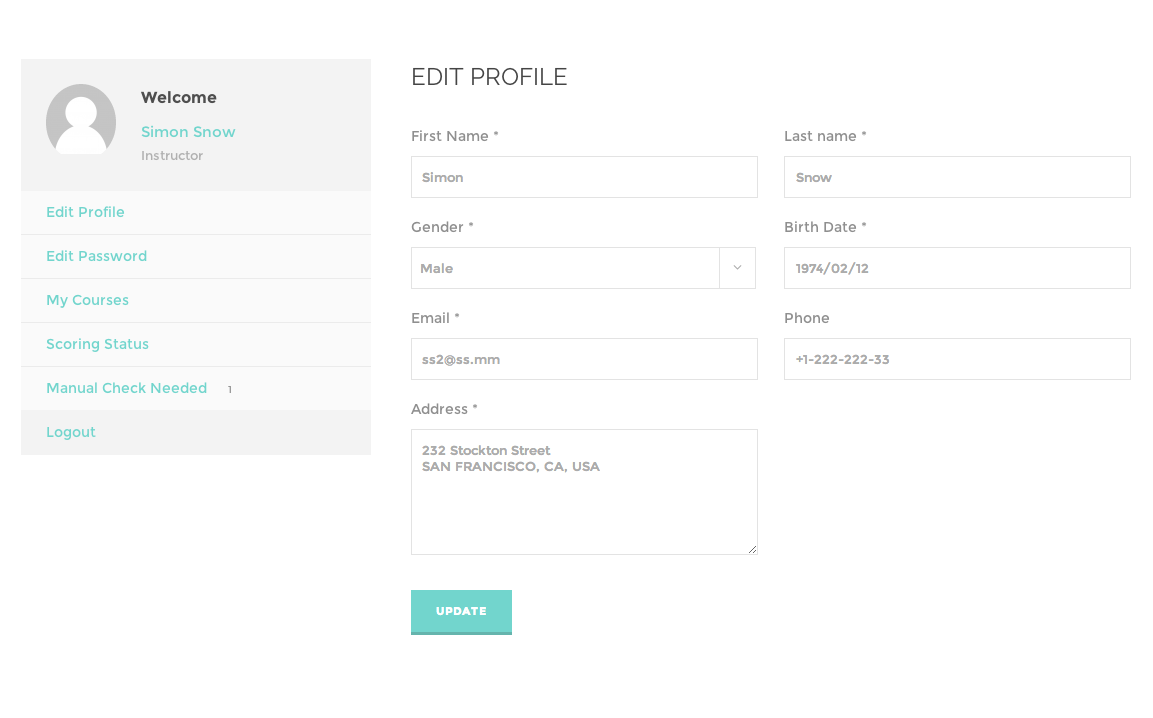 Welcome
Simon Snow
Instructor
Edit Profile
Edit Password
My Courses
Scoring Status
Manual Check Needed 1
Logout
EDIT PROFILE
First Name *
Simon
Last name *
Snow
Gender *
Male
Birth Date *
1974/02/12
Email *
ss2@ss.mm
Phone
+1-222-222-33
Address *
232 Stockton Street
SAN FRANCISCO, CA, USA
UPDATE